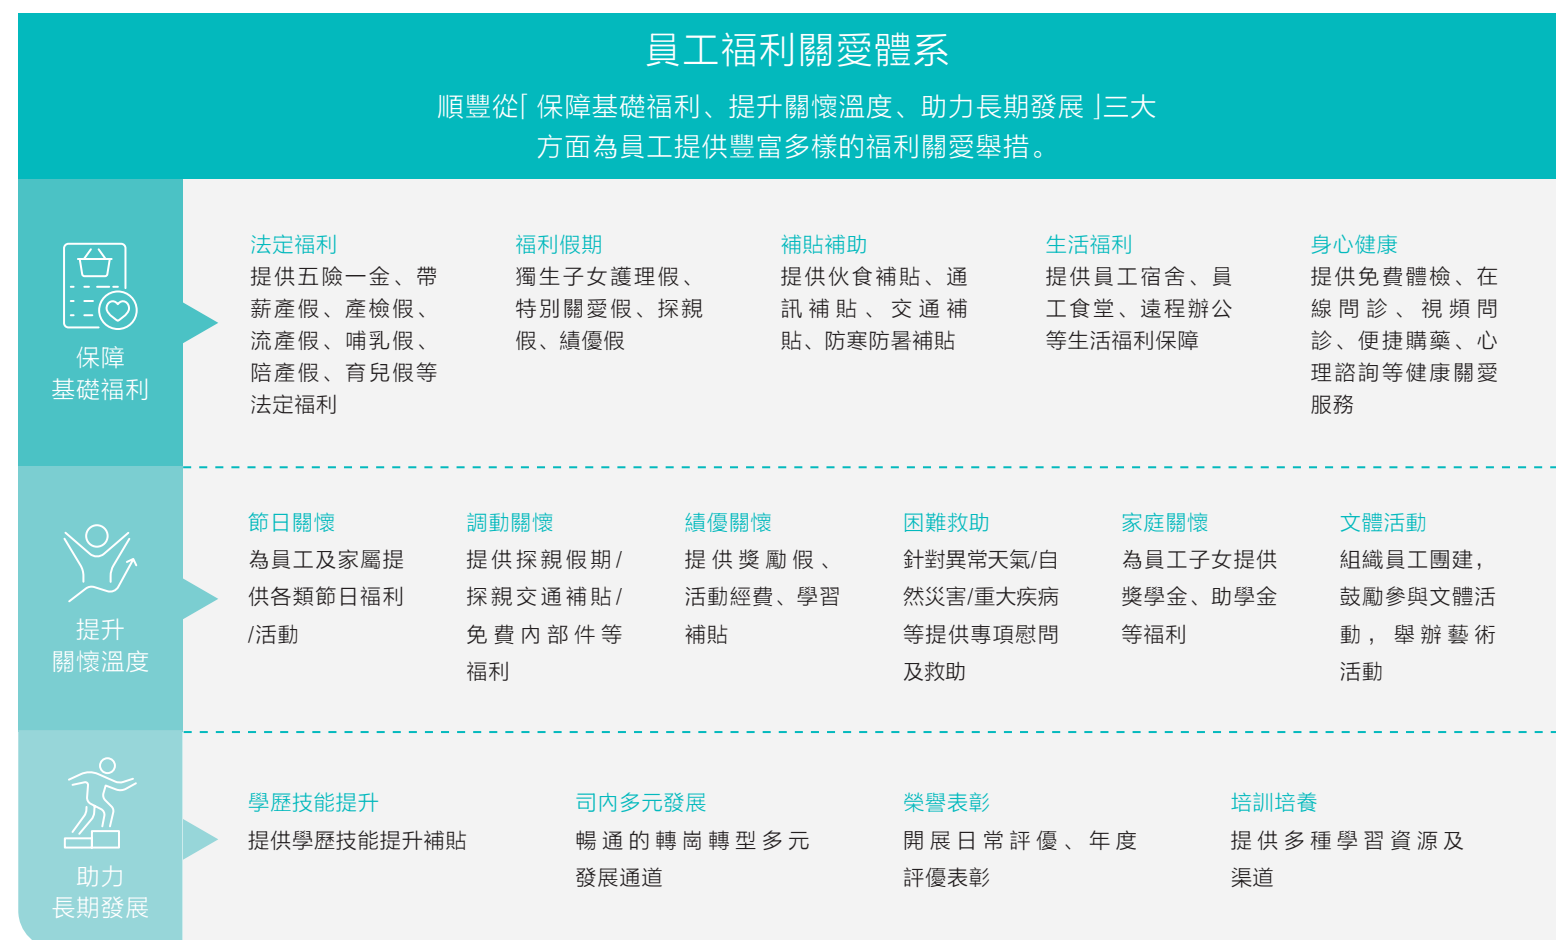 員工福利關愛體系
順豐從「保障基礎福利、提升關懷溫度、助力長期發展」三大
方面為員工提供豐富多樣的福利關愛舉措。
保障
基礎福利
法定福利
提供五險一金、帶
薪產假、產檢假、
流產假、哺乳假、
陪產假、育兒假等
法定福利
福利假期
獨生子女護理假、
特別關愛假、探親
假、績優假
補貼補助
提供伙食補貼、通
訊補貼、交通補
貼、防寒防暑補貼
生活福利
提供員工宿舍、員
工食堂、遠程辦公
等生活福利保障
身心健康
提供免費體檢、在
線問診、視頻問
診、便捷購藥、心
理諮詢等健康關愛
服務
提升
關懷溫度
節日關懷
為員工及家屬提
供各類節日福利
/活動
調動關懷
提供探親假期/
探親交通補貼/
免費內部件等
福利
績優關懷
提供獎勵假、
活動經費、學習
補貼
困難救助
針對異常天氣/自
然災害/重大疾病
等提供專項慰問
及救助
家庭關懷
為員工子女提供
獎學金、助學金
等福利
文體活動
組織員工團建，
鼓勵參與文體活
動，舉辦藝術
活動
助力
長期發展
學歷技能提升
提供學歷技能提升補貼
司內多元發展
暢通的轉崗轉型多元
發展通道
榮譽表彰
開展日常評優、年度
評優表彰
培訓培養
提供多種學習資源及
渠道